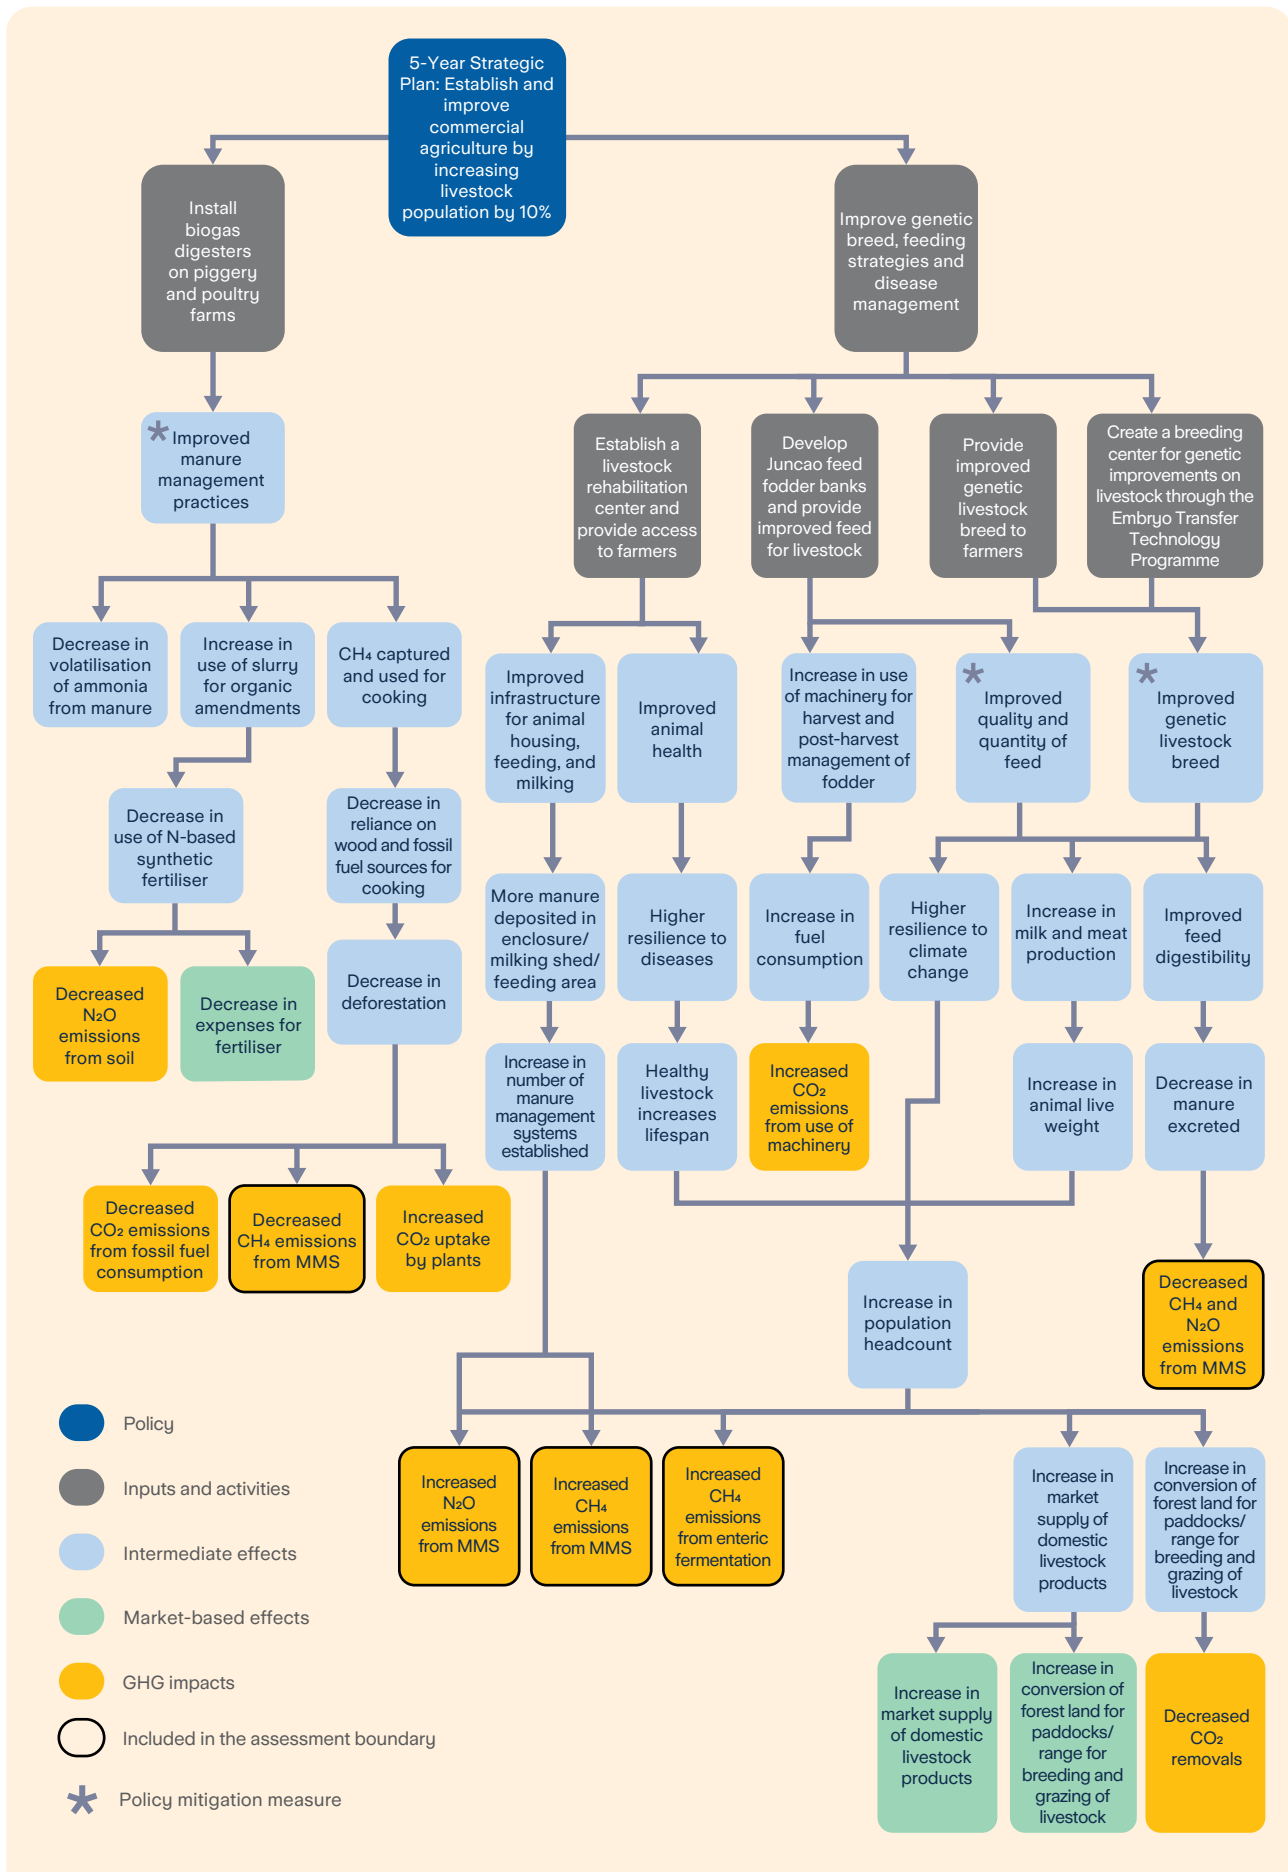 5-Year Strategic
Plan: Establish and
improve
commercial
agriculture by
increasing
livestock
population by 10%
Install
biogas
digesters
on piggery
and poultry
farms
Improve genetic
breed, feeding
strategies and
disease
management
* Improved
manure
management
practices
Establish a
livestock
rehabilitation
center and
provide access
to farmers
Develop
Juncao feed
fodder banks
and provide
improved feed
for livestock
Provide
improved
genetic
livestock
breed to
farmers
Create a breeding
center for genetic
improvements on
livestock through the
Embryo Transfer
Technology
Programme
Decrease in
volatilisation
of ammonia
from manure
Increase in
use of slurry
for organic
amendments
CH₄ captured
and used for
cooking
Improved
infrastructure
for animal
housing,
feeding, and
milking
Improved
animal
health
Increase in use
of machinery for
harvest and
post-harvest
management of
fodder
*
Improved
quality and
quantity of
feed
*
Improved
genetic
livestock
breed
Decrease in
use of N-based
synthetic
fertiliser
Decrease in
reliance on
wood and fossil
fuel sources for
cooking
More manure
deposited in
enclosure/
milking shed/
feeding area
Higher
resilience to
diseases
Increase in
fuel
consumption
Higher
resilience to
climate
change
Increase in
milk and meat
production
Improved
feed
digestibility
Decreased
N₂O
emissions
from soil
Decrease in
expenses for
fertiliser
Decrease in
deforestation
Increase in
number of
manure
management
systems
established
Healthy
livestock
increases
lifespan
Increased
CO₂
emissions
from use of
machinery
Increase in
animal live
weight
Decrease in
manure
excreted
Decreased
CO₂ emissions
from fossil fuel
consumption
Decreased
CH₄ emissions
from MMS
Increased
CO₂ uptake
by plants
Increase in
population
headcount
Decreased
CH₄ and
N₂O
emissions
from MMS
Increased
N₂O
emissions
from MMS
Increased
CH₄
emissions
from MMS
Increased
CH₄
emissions
from enteric
fermentation
Increase in
market
supply of
domestic
livestock
products
Increase in
conversion of
forest land for
paddocks/
range for
breeding and
grazing of
livestock
Increase in
market supply
of domestic
livestock
products
Increase in
conversion of
forest land for
paddocks/
range for
breeding and
grazing of
livestock
Decreased
CO₂
removals
Policy
Inputs and activities
Intermediate effects
Market-based effects
GHG impacts
Included in the assessment boundary
* Policy mitigation measure